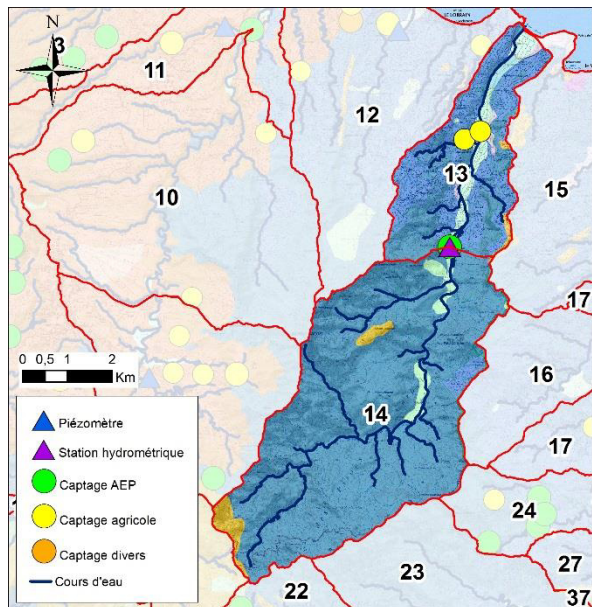 N
3
11
LORRAIN
12
13
10
15
17
0 0,5 1 2
Km
16
14
17
Piézomètre
Station hydrométrique
Captage AEP
Captage agricole
Captage divers
Cours d'eau
24
23
22
27
37